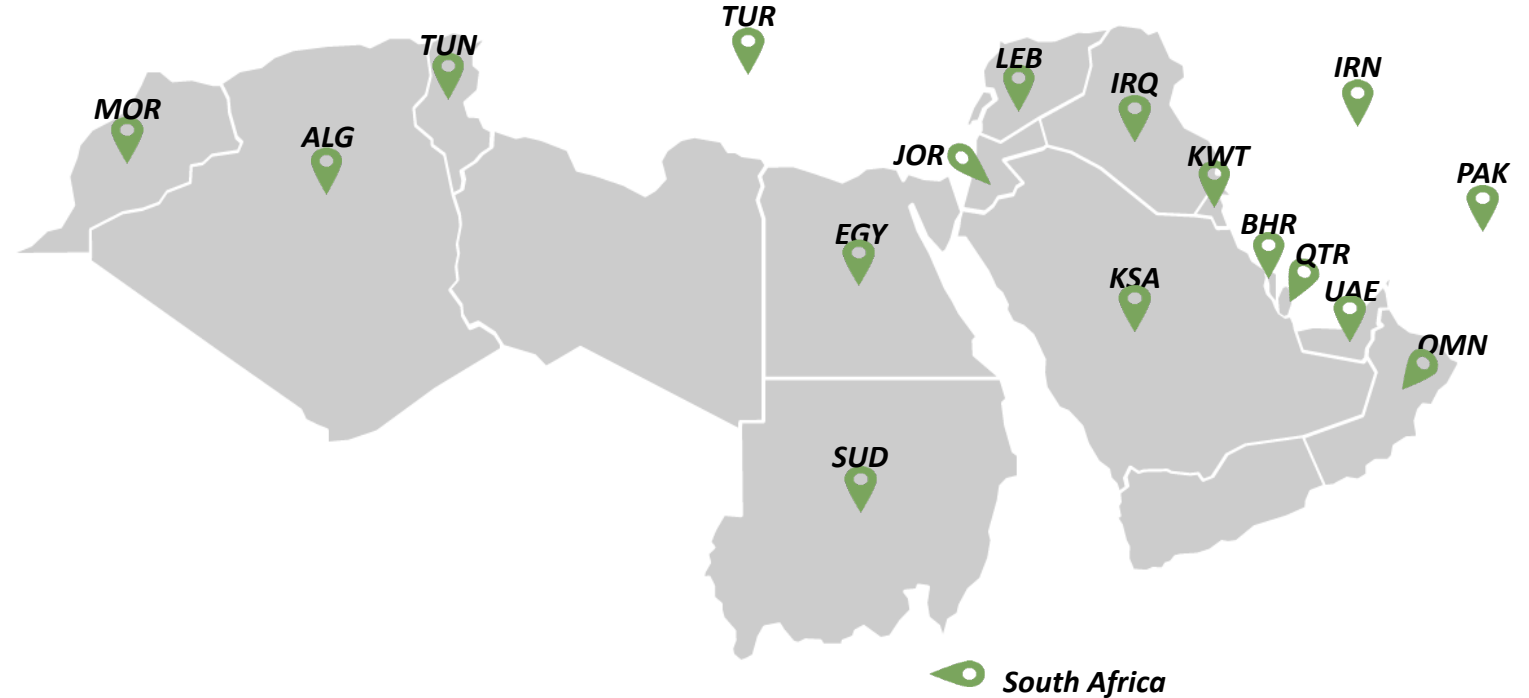 TUR
TUN
LEB
IRN
IRQ
MOR
ALG
JOR
KWT
PAK
BHR
EGY
QTR
KSA
UAE
OMN
SUD
South Africa